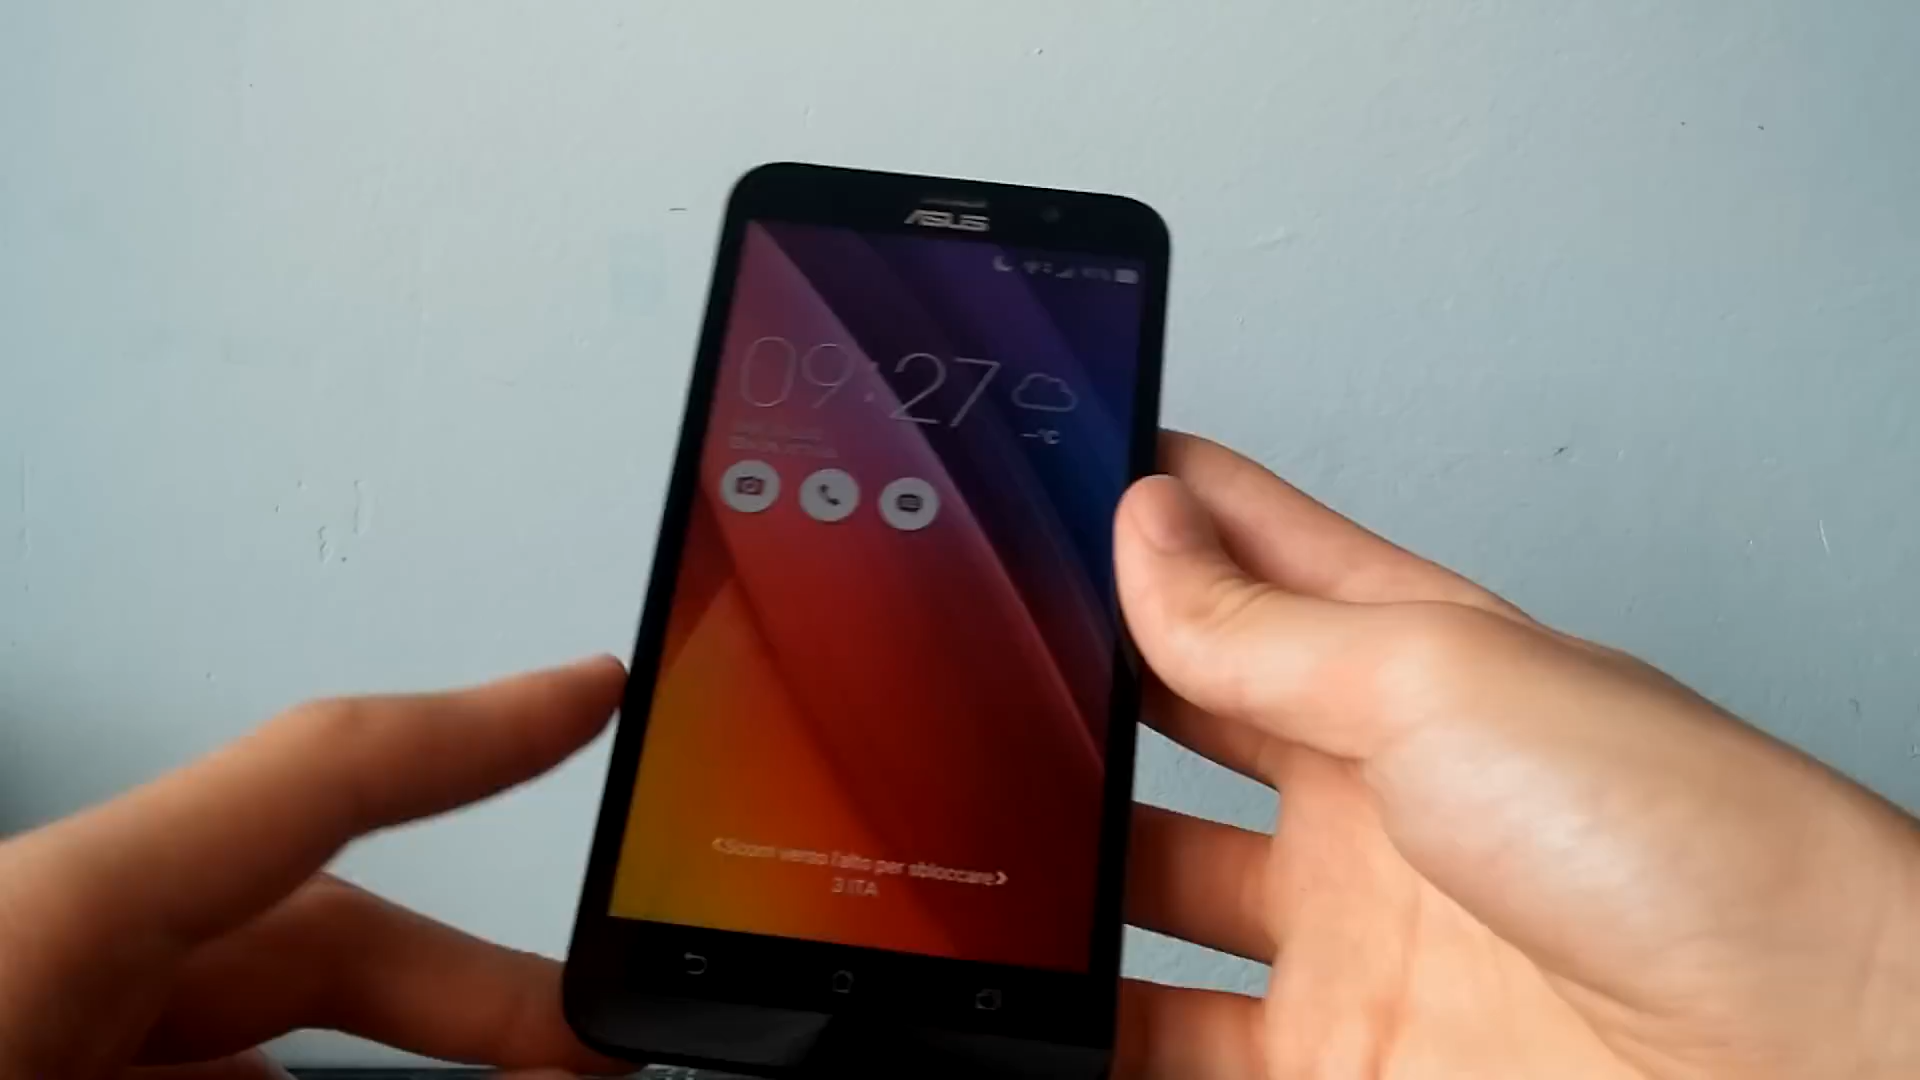 ASUS
09:27
--°C
<Scorri verso l'alto per sbloccare>
3 ITA